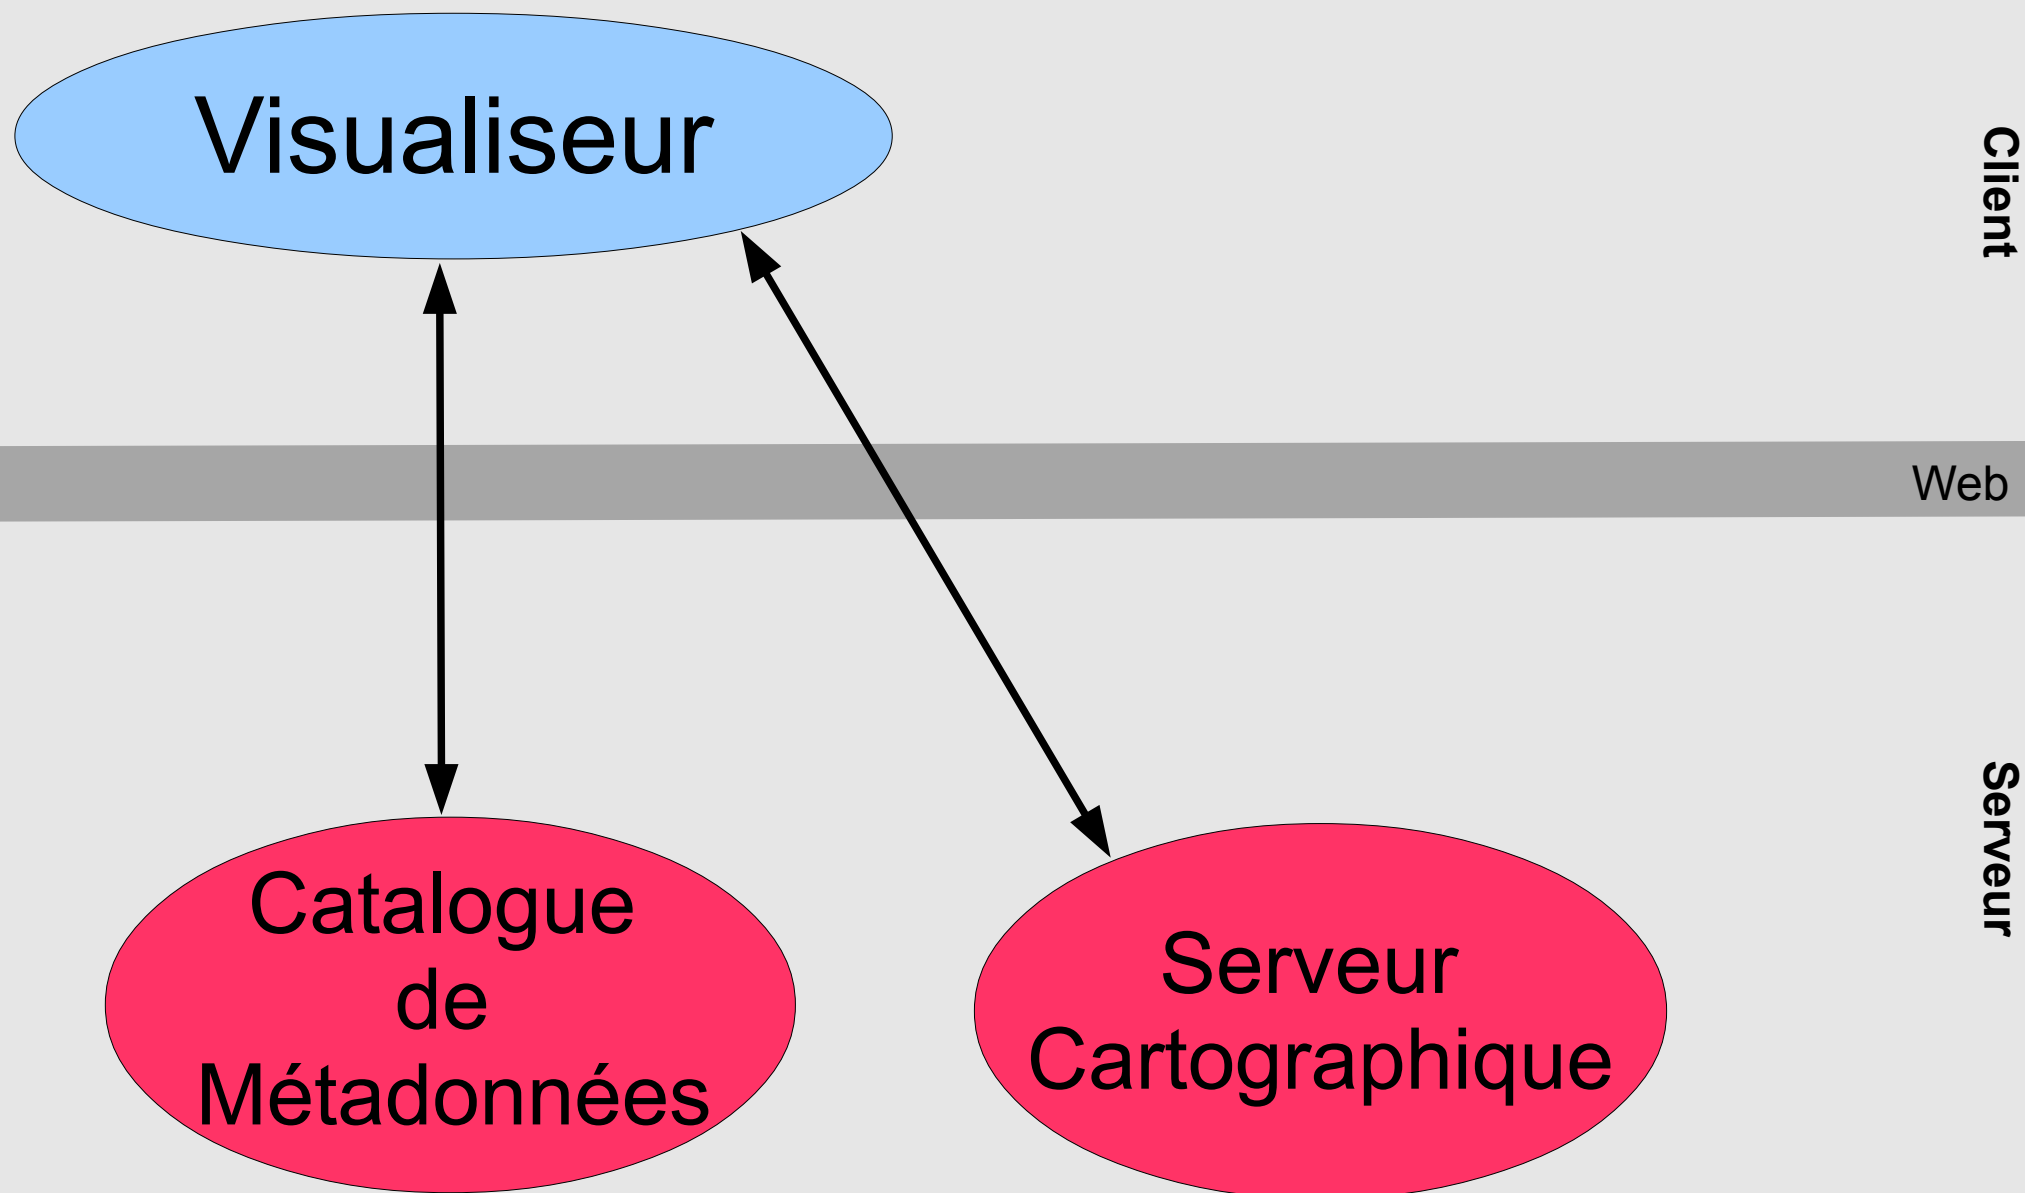 Visualiseur
Client
Web
Serveur
Catalogue
de
Métadonnées
Serveur
Cartographique